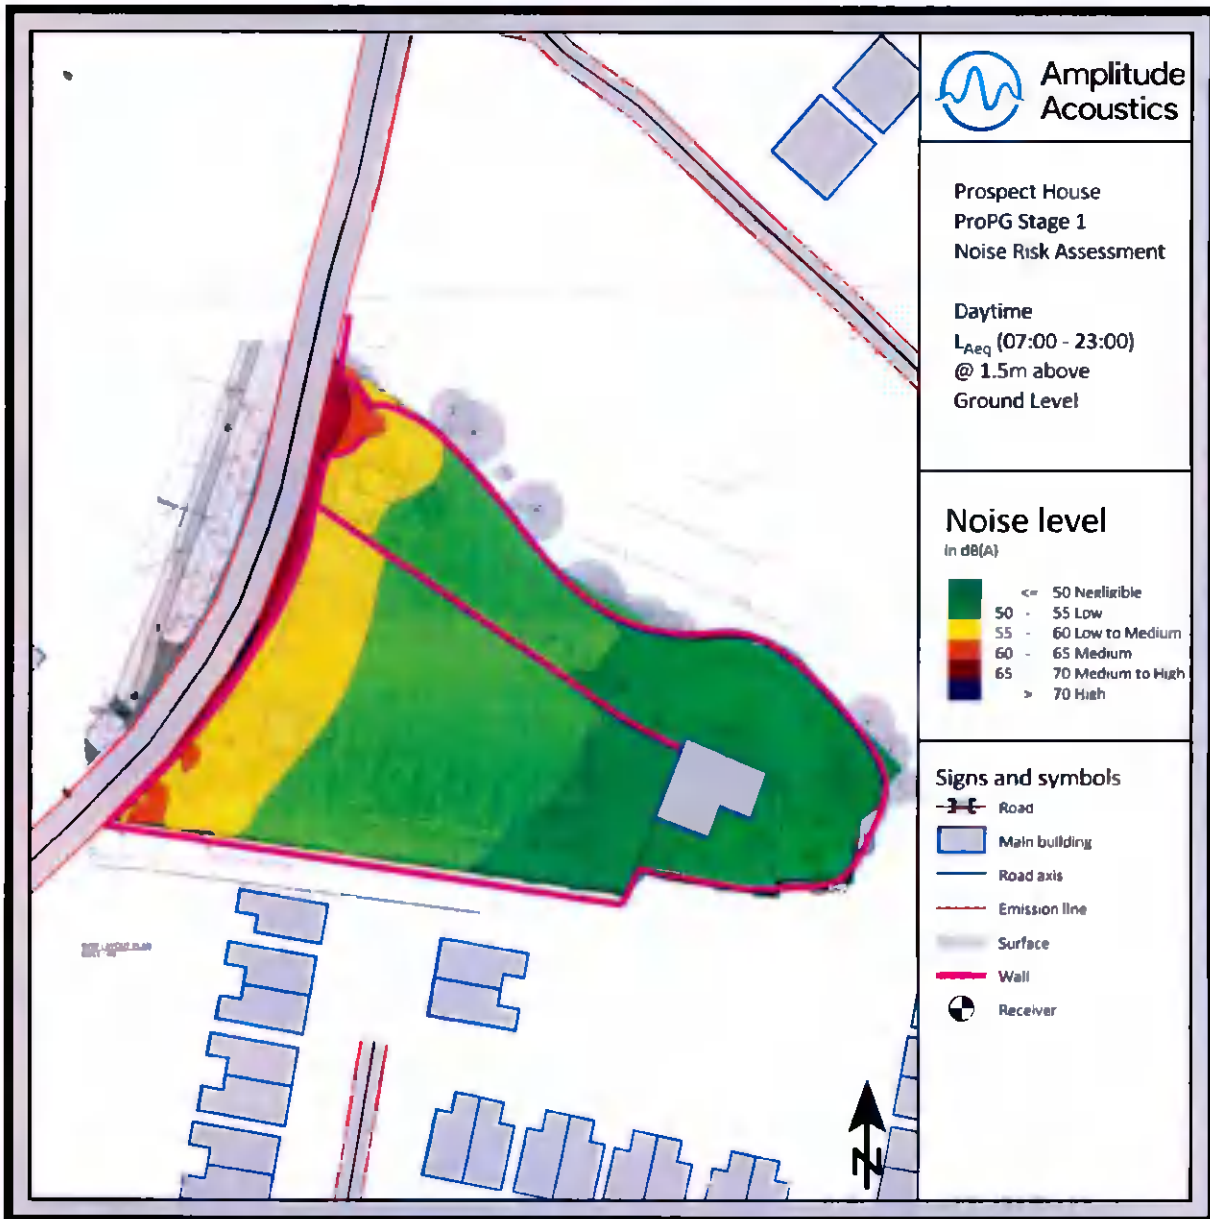 Amplitude
Acoustics
Prospect House
ProPG Stage 1
Noise Risk Assessment
Daytime
LAeq (07:00 - 23:00)
@ 1.5m above
Ground Level
Noise level
in dB(A)
<= 50 Negligible
50 - 55 Low
55 - 60 Low to Medium
60 - 65 Medium
65 70 Medium to High
> 70 High
Signs and symbols
Road
Main building
Road axis
Emission line
Surface
Wall
Receiver
N